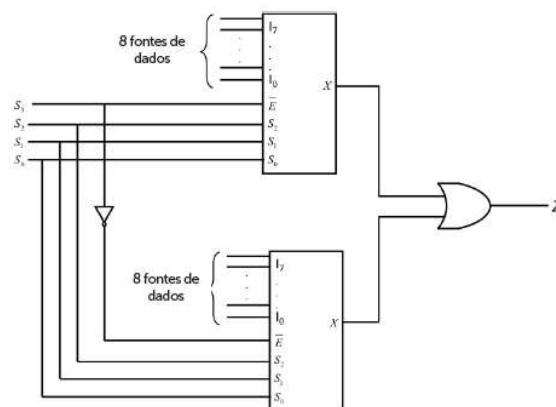 8 fontes de
dados
I7
I0
X
E̅
S2
S1
S0
S3
S2
S1
S0
Z
8 fontes de
dados
I7
I0
X
E̅
S2
S1
S0